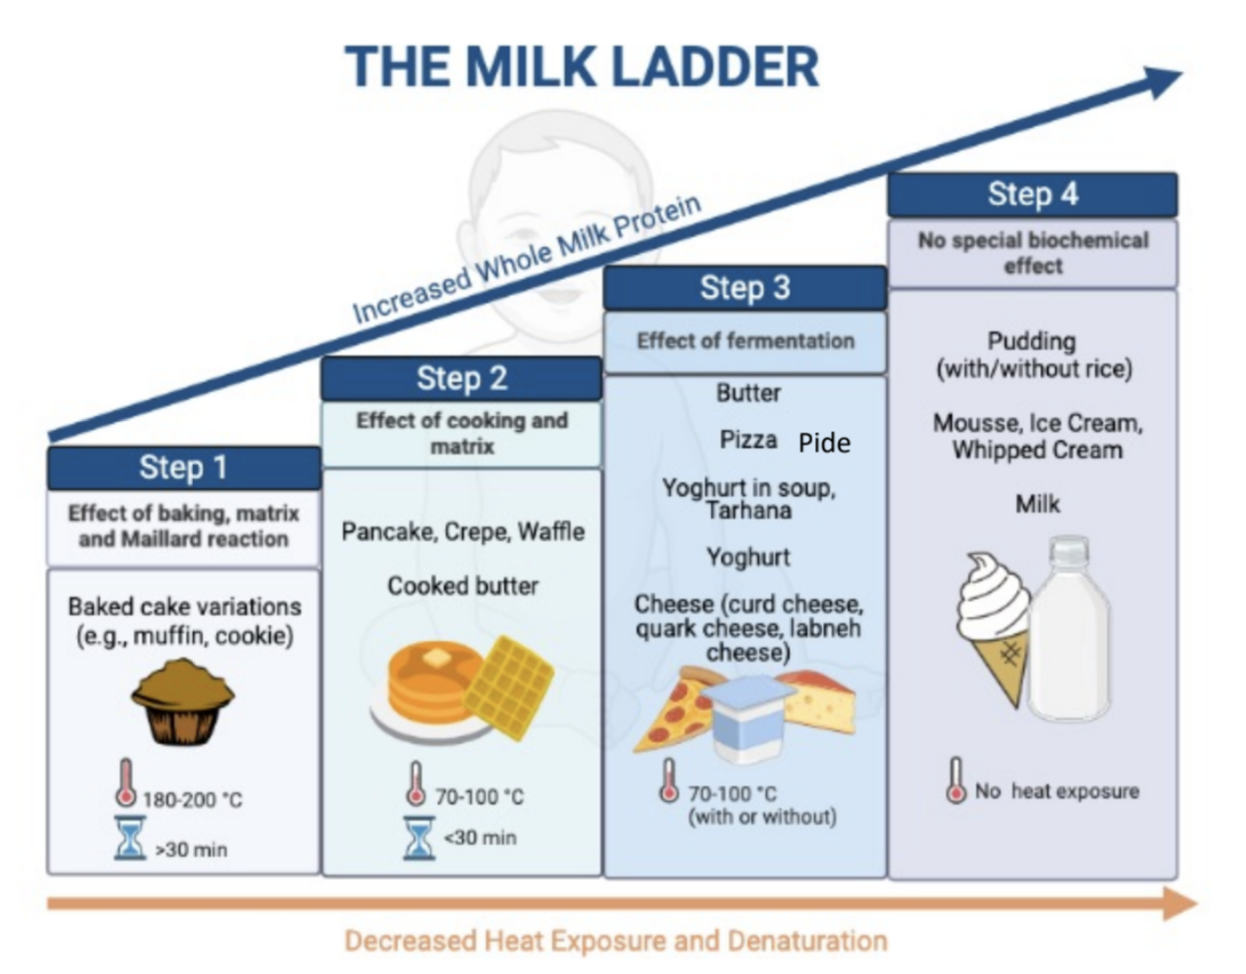 THE MILK LADDER
Increased Whole Milk Protein
Step 1
Effect of baking, matrix
and Maillard reaction
Baked cake variations
(e.g., muffin, cookie)
180-200 °C
>30 min
Step 2
Effect of cooking and
matrix
Pancake, Crepe, Waffle
Cooked butter
70-100 °C
<30 min
Step 3
Effect of fermentation
Butter
Pizza Pide
Yoghurt in soup,
Tarhana
Yoghurt
Cheese (curd cheese,
quark cheese, labneh
cheese)
70-100 °C
(with or without)
Step 4
No special biochemical
effect
Pudding
(with/without rice)
Mousse, Ice Cream,
Whipped Cream
Milk
No heat exposure
Decreased Heat Exposure and Denaturation